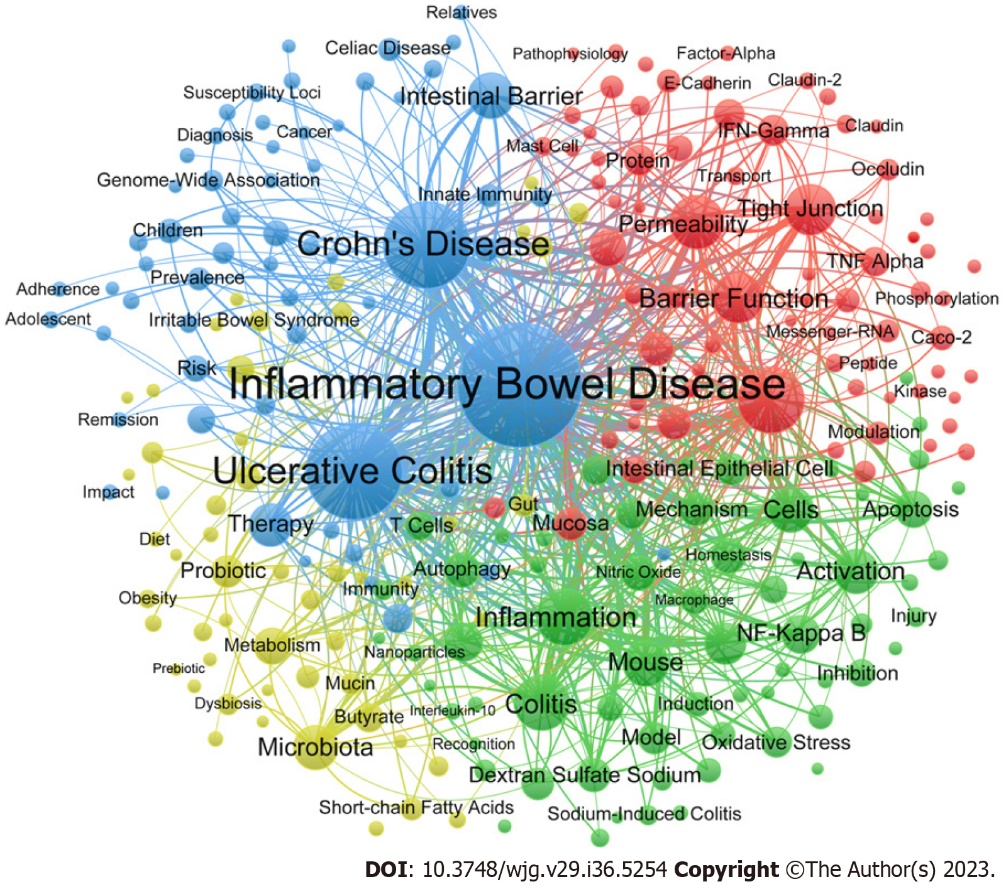 Relatives
Celiac Disease
Pathophysiology
Factor-Alpha
Susceptibility Loci
Intestinal Barrier
E-Cadherin
Claudin-2
Diagnosis
Cancer
IFN-Gamma
Claudin
Mast Cell
Protein
Genome-Wide Association
Transport
Occludin
Innate Immunity
Tight Junction
Children
Crohn's Disease
Permeability
Prevalence
TNF Alpha
Adherence
Barrier Function
Phosphorylation
Adolescent
Irritable Bowel Syndrome
Messenger-RNA
Caco-2
Risk
Peptide
Inflammatory Bowel Disease
Kinase
Remission
Modulation
Ulcerative Colitis
Intestinal Epithelial Cell
Impact
Gut
Mechanism
Cells
Apoptosis
Therapy
T Cells
Mucosa
Diet
Homestasis
Probiotic
Autophagy
Nitric Oxide
Activation
Immunity
Obesity
Macrophage
Inflammation
Injury
NF-Kappa B
Metabolism
Nanoparticles
Mouse
Prebiotic
Inhibition
Mucin
Dysbiosis
Butyrate
Interleukin-10
Colitis
Induction
Microbiota
Recognition
Model
Oxidative Stress
Dextran Sulfate Sodium
Short-chain Fatty Acids
Sodium-Induced Colitis
DOI: 10.3748/wjg.v29.i36.5254 Copyright ©The Author(s) 2023.